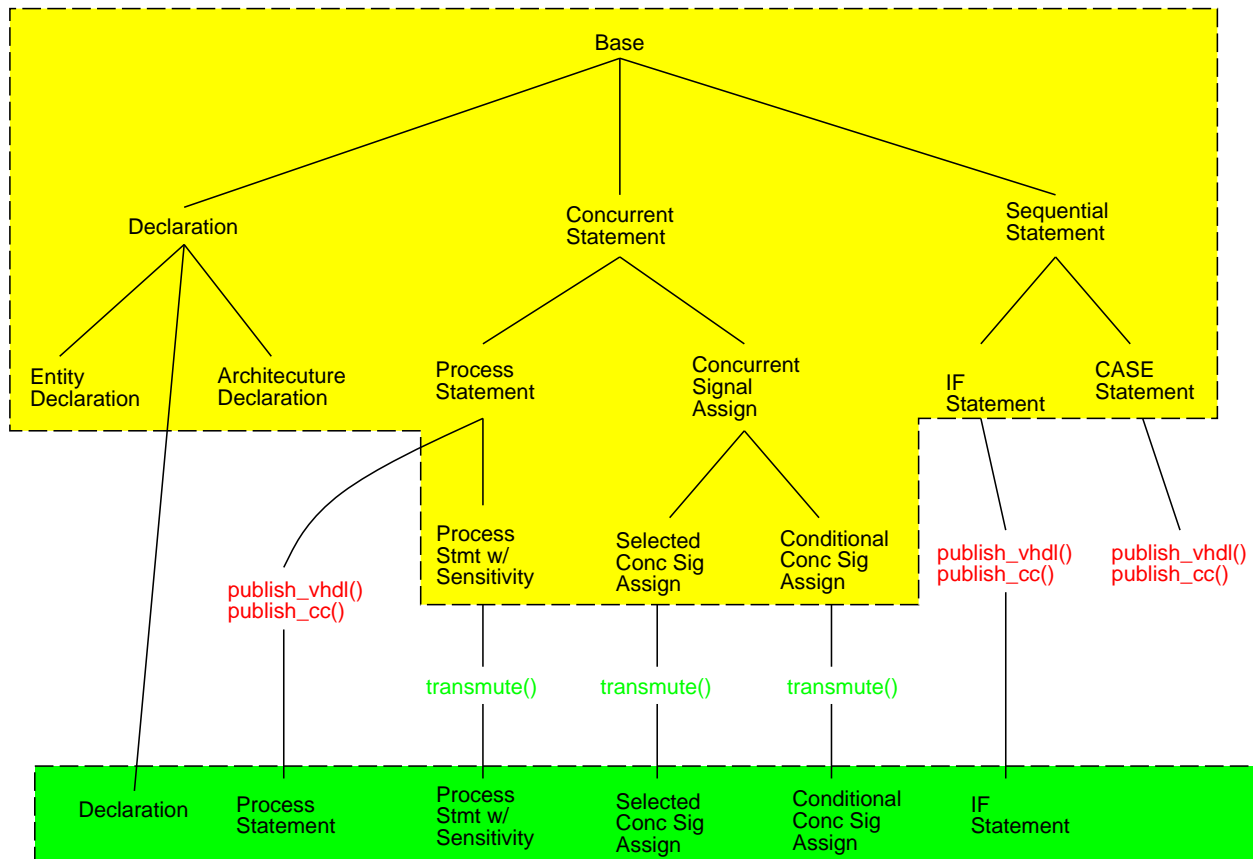 Base
Declaration
Concurrent
Statement
Sequential
Statement
Entity
Declaration
Architecuture
Declaration
Process
Statement
Concurrent
Signal
Assign
IF
Statement
CASE
Statement
publish_vhdl()
publish_cc()
Process
Stmt w/
Sensitivity
Selected
Conc Sig
Assign
Conditional
Conc Sig
Assign
publish_vhdl()
publish_cc()
publish_vhdl()
publish_cc()
transmute()
transmute()
transmute()
Declaration
Process
Statement
Process
Stmt w/
Sensitivity
Selected
Conc Sig
Assign
Conditional
Conc Sig
Assign
IF
Statement